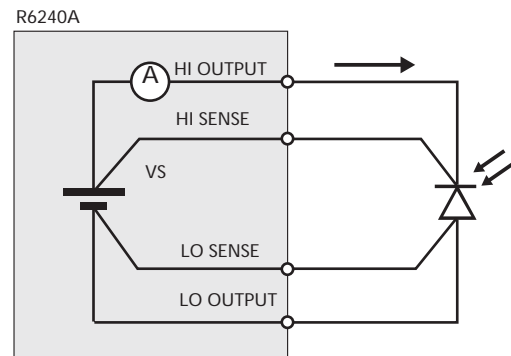 R6240A
A
HI OUTPUT
HI SENSE
VS
LO SENSE
LO OUTPUT